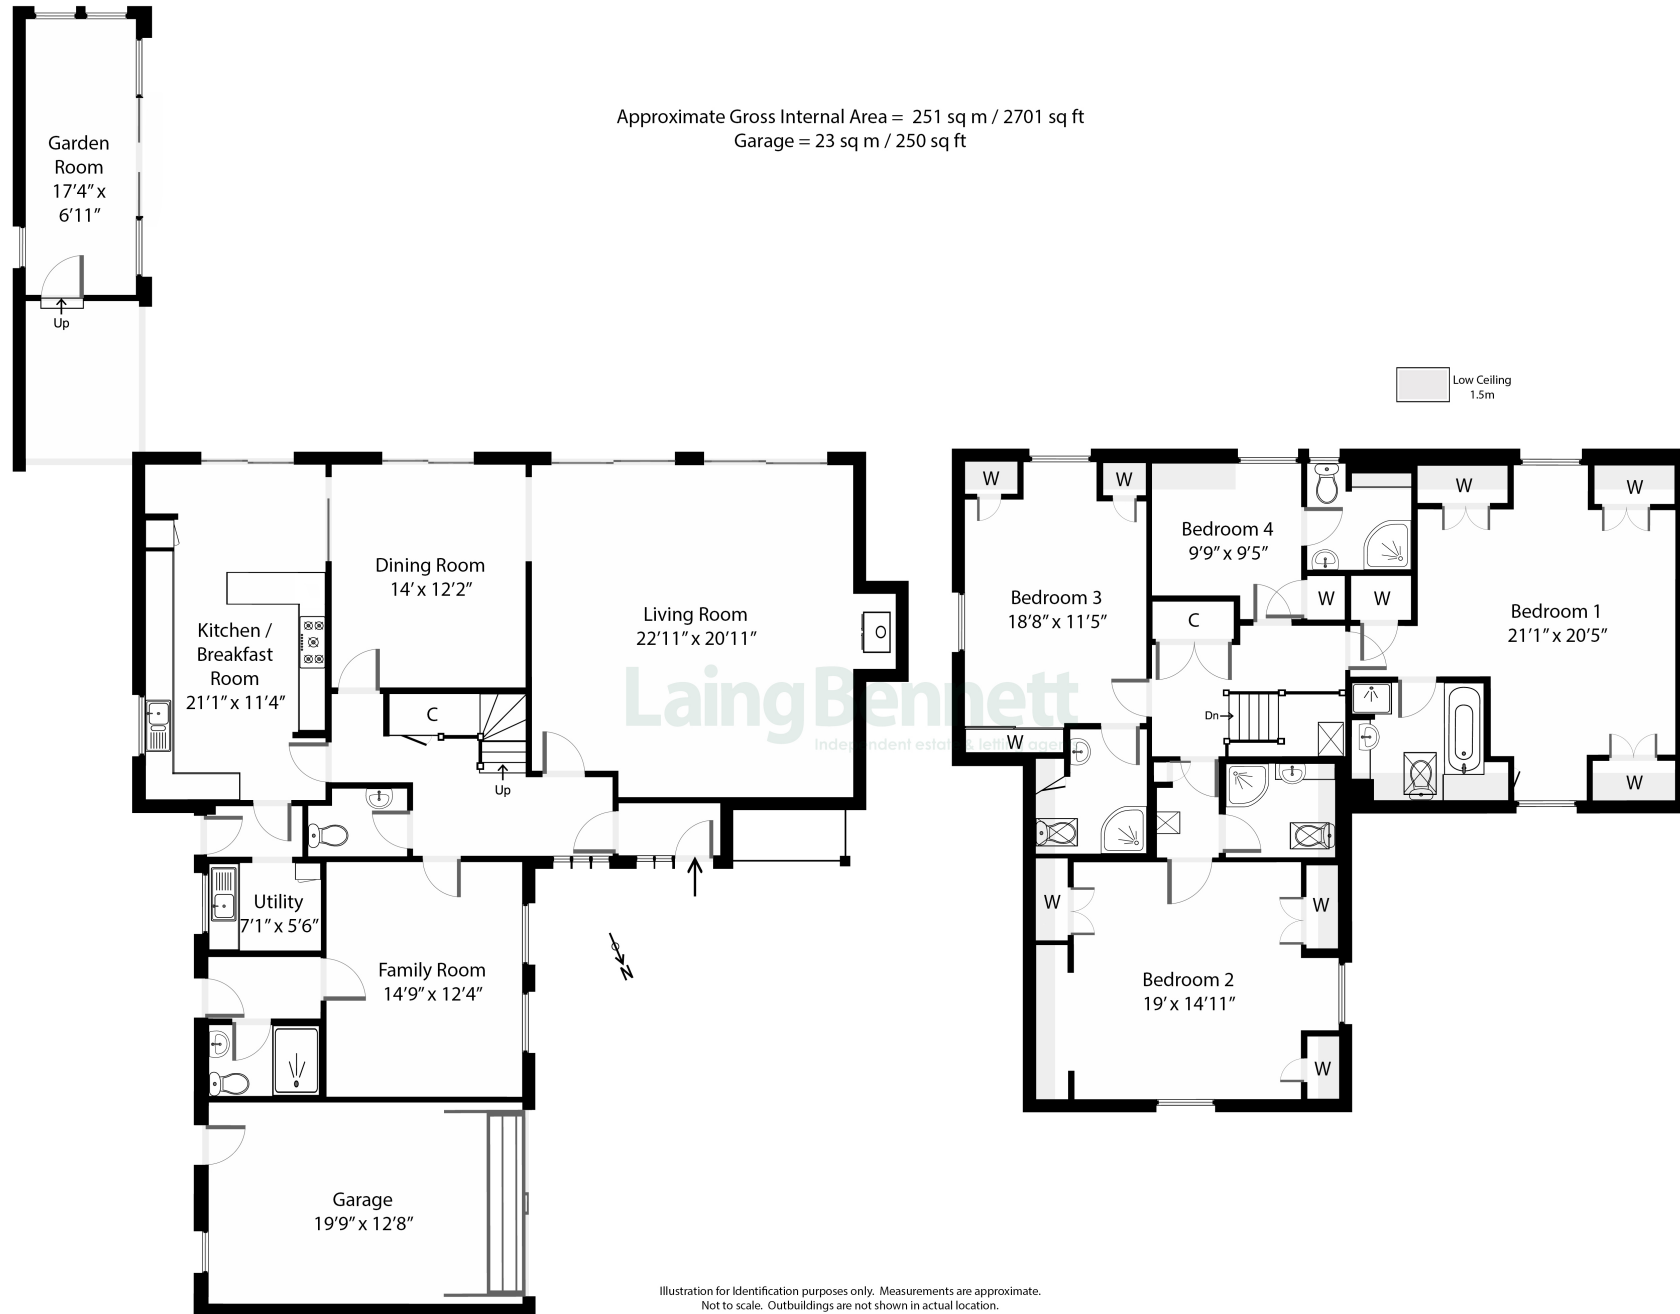 Approximate Gross Internal Area =  251 sq m / 2701 sq ft
Garage = 23 sq m / 250 sq ft
Garden
Room
17’4” x
6’11”
Up
Low Ceiling
1.5m
Dining Room
14’ x 12’2”
Living Room
22’11” x 20’11”
Kitchen /
Breakfast
Room
21’1” x 11’4”
C
Up
Utility
7’1” x 5’6”
Family Room
14’9” x 12’4”
N
Garage
19’9” x 12’8”
W
W
Bedroom 3
18’8” x 11’5”
W
Bedroom 4
9’9” x 9’5”
W
W
C
Dn
W
W
Bedroom 1
21’1” x 20’5”
W
W
W
Bedroom 2
19’ x 14’11”
W
LaingBennett
Independent estate & letting agent
Illustration for Identification purposes only.  Measurements are approximate.
Not to scale.  Outbuildings are not shown in actual location.